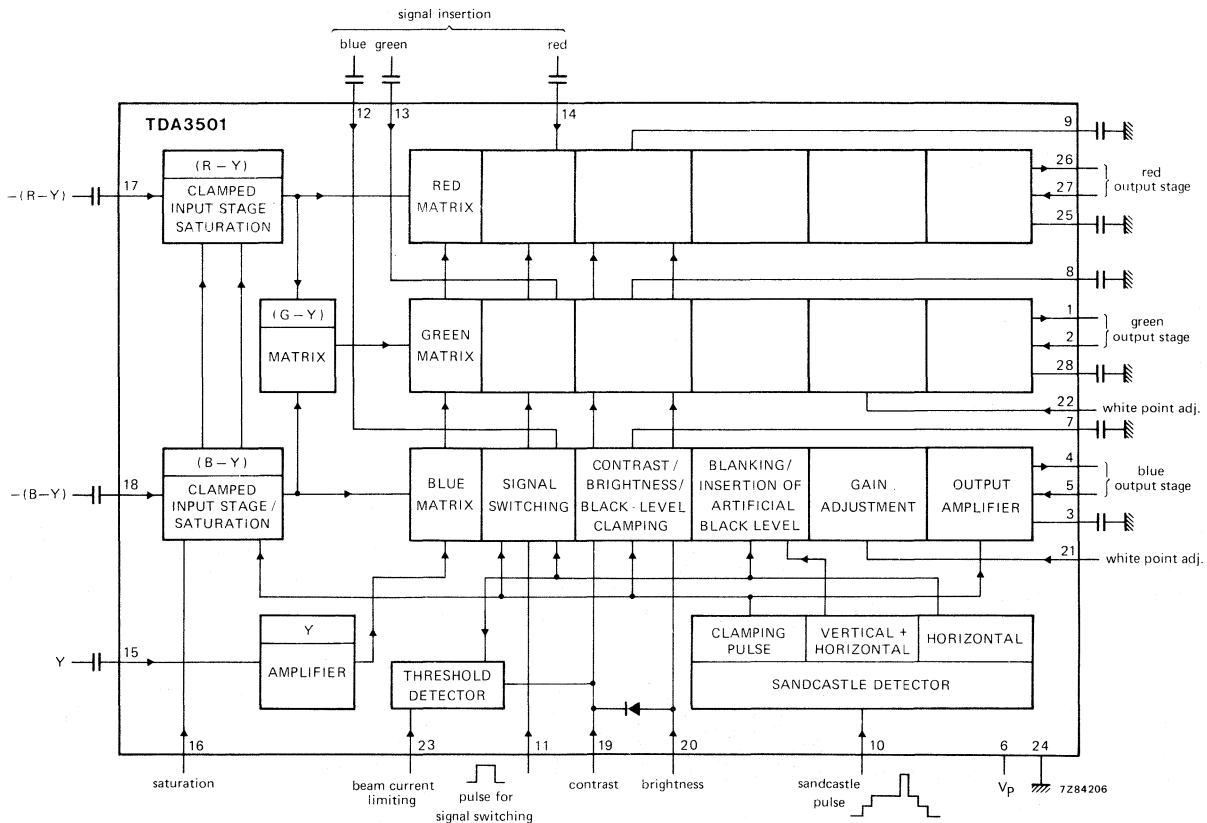 signal insertion
blue green red
12 13 14 9
TDA3501
(R-Y)
CLAMPED
INPUT STAGE
SATURATION
-(R-Y) 17
RED
MATRIX
26
27
red
output stage
25
8
(G-Y)
MATRIX
GREEN
MATRIX
1
2
green
output stage
28
22 white point adj.
7
(B-Y)
CLAMPED
INPUT STAGE/
SATURATION
-(B-Y) 18
BLUE
MATRIX
SIGNAL
SWITCHING
CONTRAST/
BRIGHTNESS/
BLACK-LEVEL
CLAMPING
BLANKING/
INSERTION OF
ARTIFICIAL
BLACK LEVEL
GAIN.
ADJUSTMENT
OUTPUT
AMPLIFIER
4
5
blue
output stage
3
21 white point adj.
Y 15
Y
AMPLIFIER
THRESHOLD
DETECTOR
CLAMPING
PULSE
VERTICAL +
HORIZONTAL
HORIZONTAL
SANDCASTLE DETECTOR
16 23 11 19 20 10 6 24
saturation
beam current
limiting
pulse for
signal switching
contrast
brightness
sandcastle
pulse
VP
7Z84206